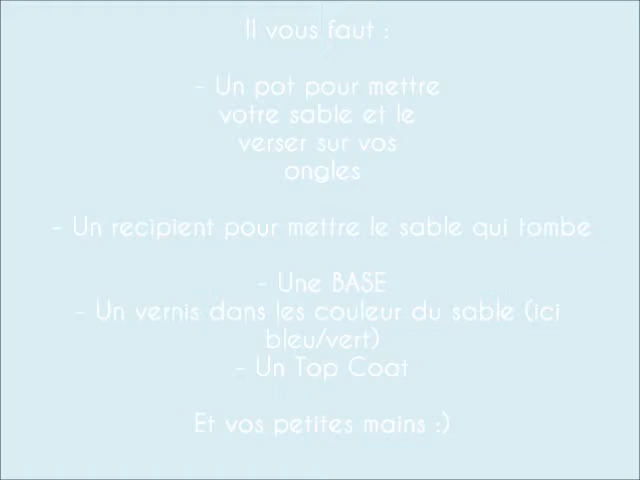 Il vous faut :
- Un pot pour mettre
votre sable et le
verser sur vos
ongles
- Un recipient pour mettre le sable qui tombe
- Une BASE
- Un vernis dans les couleur du sable (ici
bleu/vert)
- Un Top Coat
Et vos petites mains :)